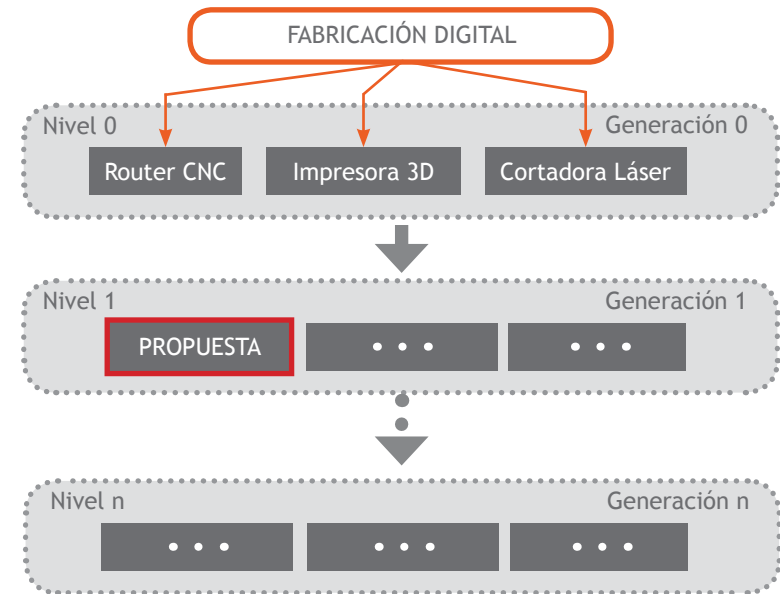 FABRICACIÓN DIGITAL
Nivel 0
Generación 0
Router CNC
Impresora 3D
Cortadora Láser
Nivel 1
Generación 1
PROPUESTA
• • •
• • •
Nivel n
Generación n
• • •
• • •
• • •